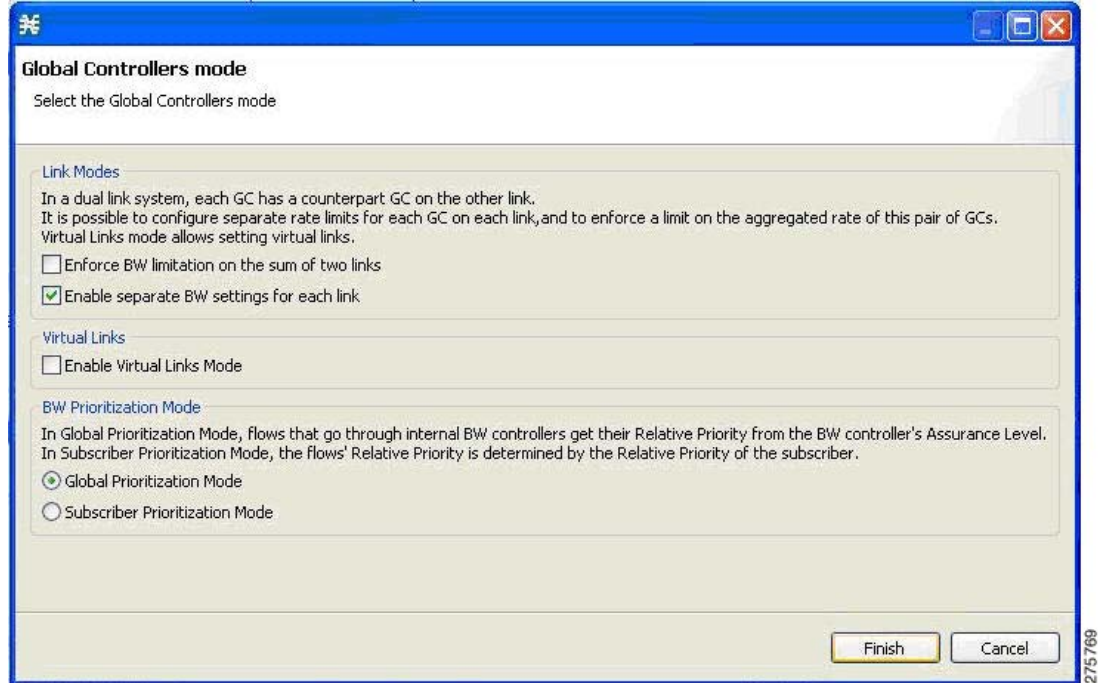 Global Controllers mode
Select the Global Controllers mode
Link Modes
In a dual link system, each GC has a counterpart GC on the other link.
It is possible to configure separate rate limits for each GC on each link,and to enforce a limit on the aggregated rate of this pair of GCs.
Virtual Links mode allows setting virtual links.
Enforce BW limitation on the sum of two links
Enable separate BW settings for each link
Virtual Links
Enable Virtual Links Mode
BW Prioritization Mode
In Global Prioritization Mode, flows that go through internal BW controllers get their Relative Priority from the BW controller's Assurance Level.
In Subscriber Prioritization Mode, the flows' Relative Priority is determined by the Relative Priority of the subscriber.
Global Prioritization Mode
Subscriber Prioritization Mode
Finish
Cancel
275769